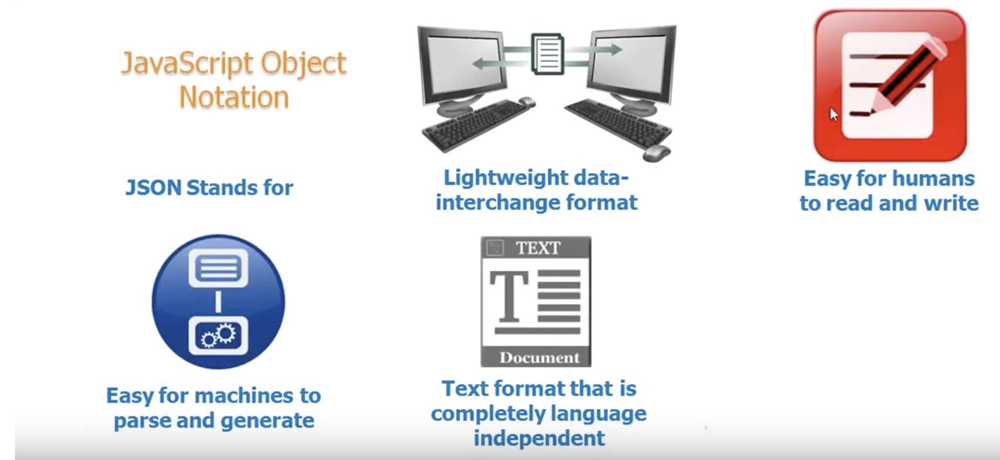 JavaScript Object
Notation
JSON Stands for
Lightweight data-
interchange format
Easy for humans
to read and write
Easy for machines to
parse and generate
TEXT
T
Document
Text format that is
completely language
independent